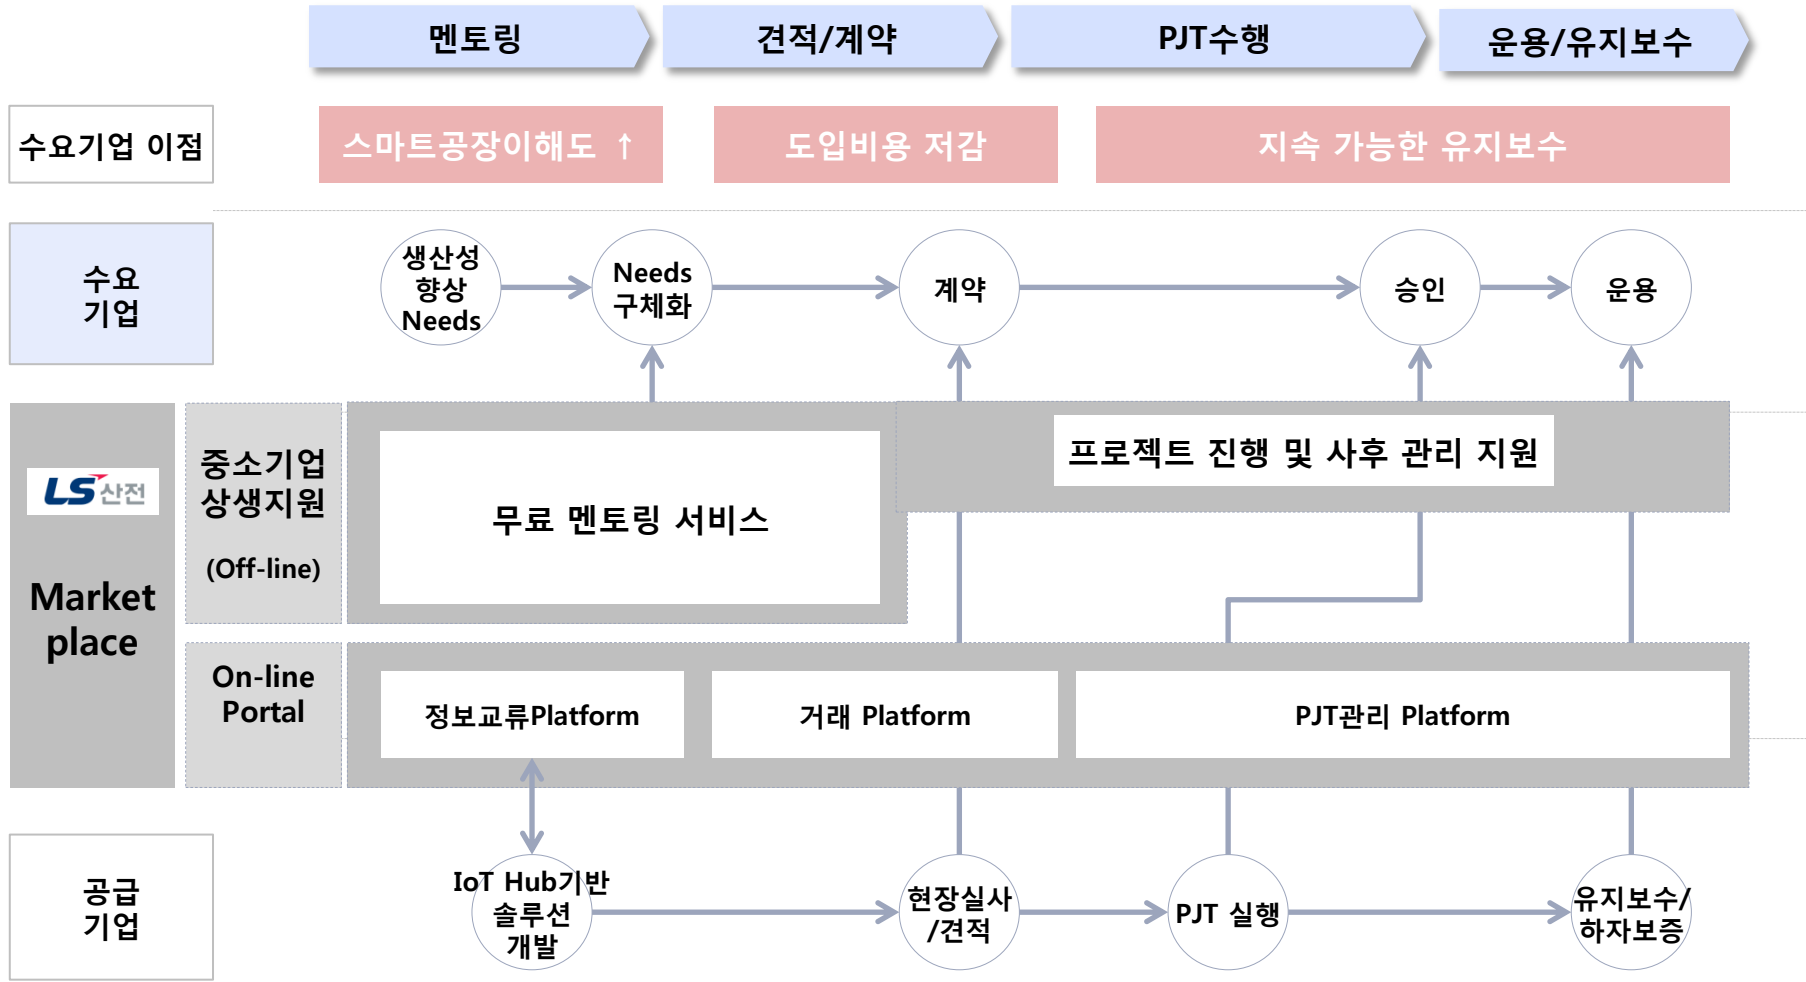 멘토링
견적/계약
PJT수행
운용/유지보수
수요기업 이점
스마트공장이해도 ↑
도입비용 저감
지속 가능한 유지보수
수요
기업
생산성
향상
Needs
Needs
구체화
계약
승인
운용
LS산전
Market
place
중소기업
상생지원
(Off-line)
무료 멘토링 서비스
프로젝트 진행 및 사후 관리 지원
On-line
Portal
정보교류Platform
거래 Platform
PJT관리 Platform
공급
기업
IoT Hub기반
솔루션
개발
현장실사
/견적
PJT 실행
유지보수/
하자보증